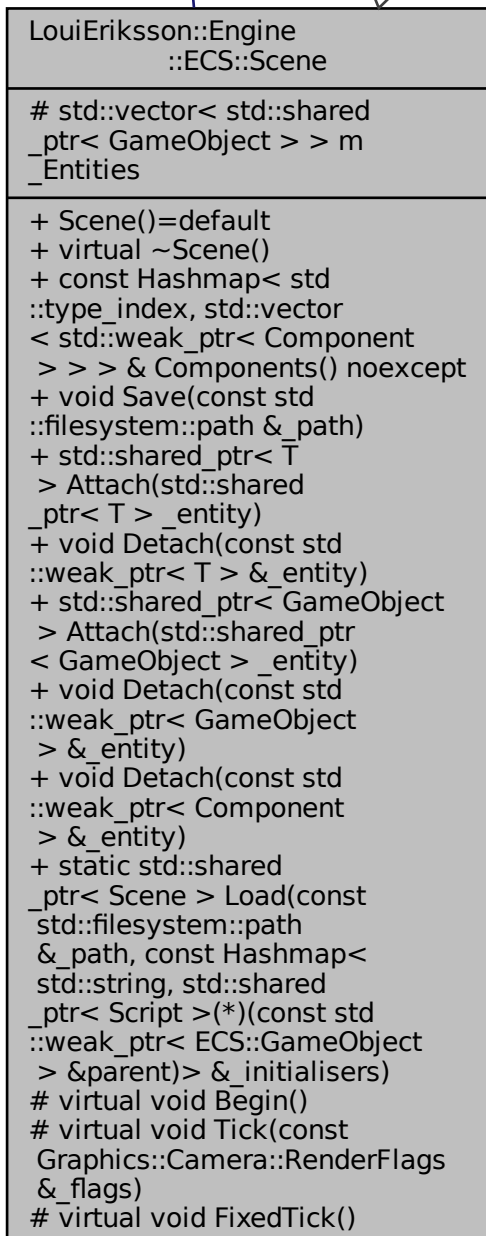 LouiEriksson::Engine
::ECS::Scene
# std::vector< std::shared
_ptr< GameObject > > m
_Entities
+ Scene()=default
+ virtual ~Scene()
+ const Hashmap< std
::type_index, std::vector
< std::weak_ptr< Component
> > > & Components() noexcept
+ void Save(const std
::filesystem::path &_path)
+ std::shared_ptr< T
> Attach(std::shared
_ptr< T > _entity)
+ void Detach(const std
::weak_ptr< T > &_entity)
+ std::shared_ptr< GameObject
> Attach(std::shared_ptr
< GameObject > _entity)
+ void Detach(const std
::weak_ptr< GameObject
> &_entity)
+ void Detach(const std
::weak_ptr< Component
> &_entity)
+ static std::shared
_ptr< Scene > Load(const
std::filesystem::path
&_path, const Hashmap<
std::string, std::shared
_ptr< Script >(*)(const std
::weak_ptr< ECS::GameObject
> &parent)> &_initialisers)
# virtual void Begin()
# virtual void Tick(const
Graphics::Camera::RenderFlags
&_flags)
# virtual void FixedTick()